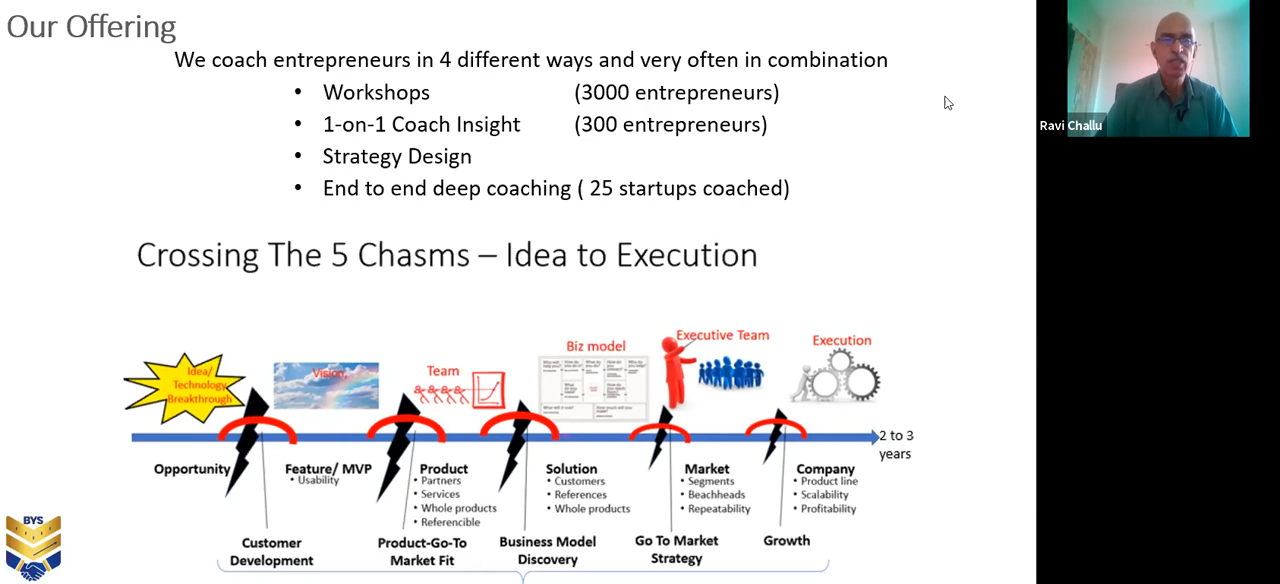 Our Offering
We coach entrepreneurs in 4 different ways and very often in combination
• Workshops (3000 entrepreneurs)
• 1-on-1 Coach Insight (300 entrepreneurs)
• Strategy Design
• End to end deep coaching ( 25 startups coached)
Ravi Challu
Crossing The 5 Chasms – Idea to Execution
Idea/
Technology
Breakthrough
Vision
Team
Biz model
Executive Team
Execution
2 to 3
years
Opportunity
Feature/ MVP
• Usability
Product
• Partners
• Services
• Whole products
• Referencible
Solution
• Customers
• References
• Whole products
Market
• Segments
• Beachheads
• Repeatability
Company
• Product line
• Scalability
• Profitability
Customer
Development
Product-Go-To
Market Fit
Business Model
Discovery
Go To Market
Strategy
Growth
BYS